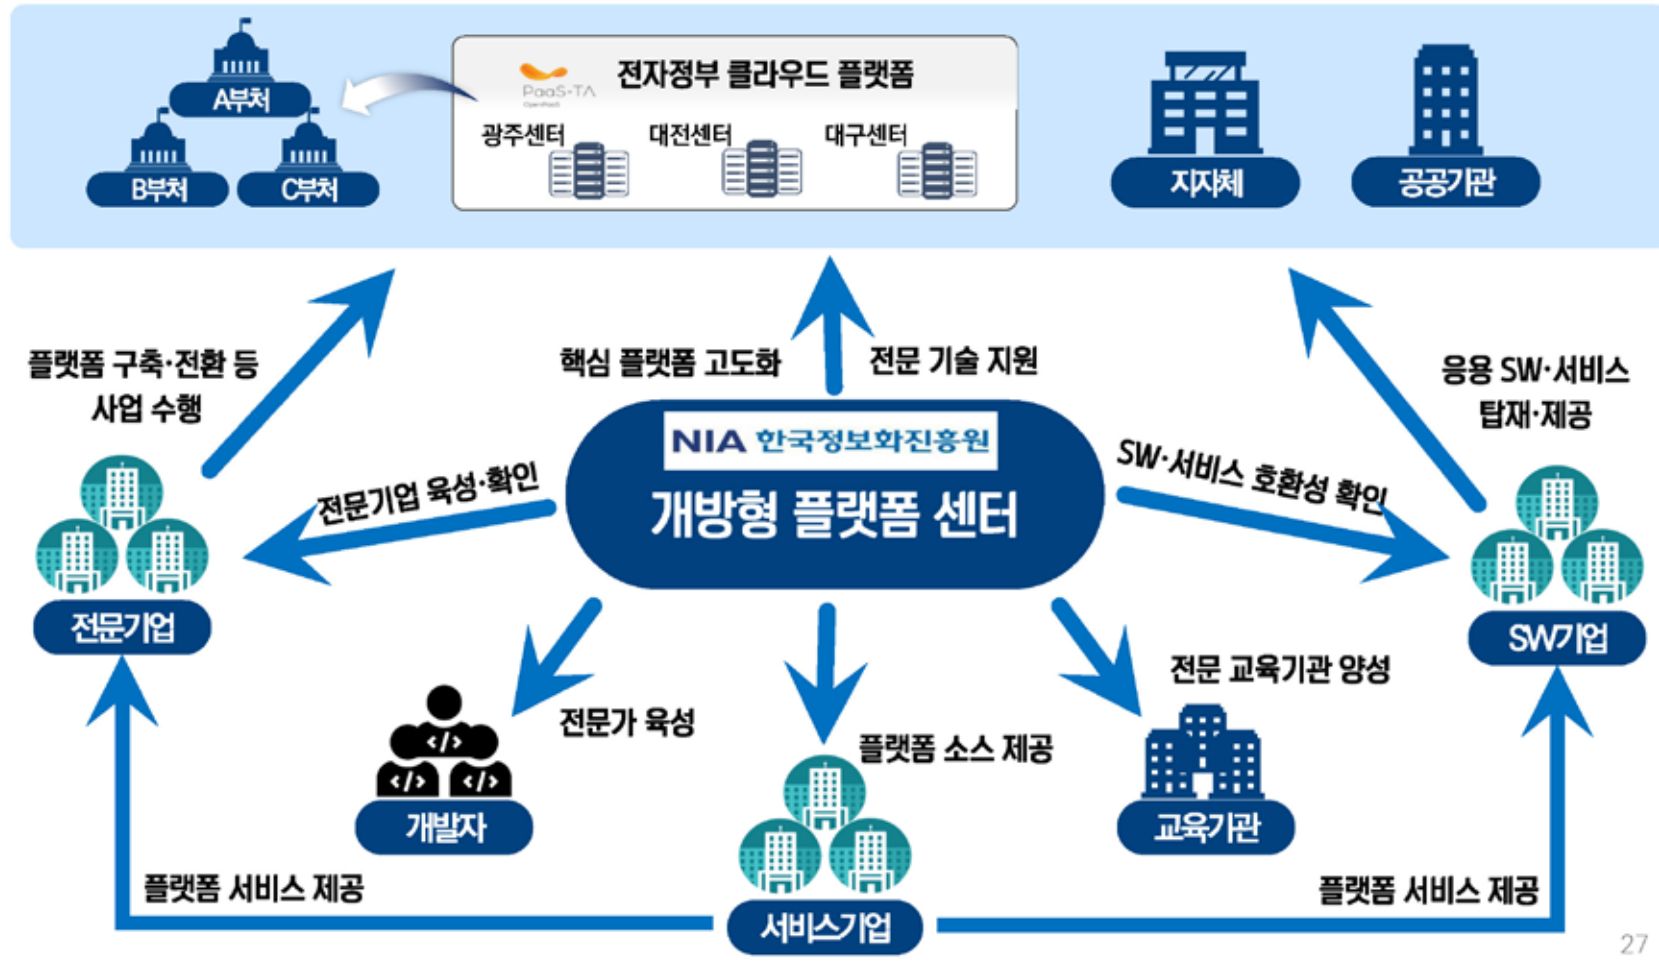 A부처
B부처
C부처
PaaS-TA
OpenPaaS
전자정부 클라우드 플랫폼
광주센터
대전센터
대구센터
지자체
공공기관
플랫폼 구축·전환 등
사업 수행
핵심 플랫폼 고도화
전문 기술 지원
응용 SW·서비스
탑재·제공
NIA 한국정보화진흥원
개방형 플랫폼 센터
전문기업 육성·확인
SW·서비스 호환성 확인
전문기업
SW기업
전문가 육성
플랫폼 소스 제공
전문 교육기관 양성
</>
</> </>
개발자
교육기관
플랫폼 서비스 제공
서비스기업
플랫폼 서비스 제공
27